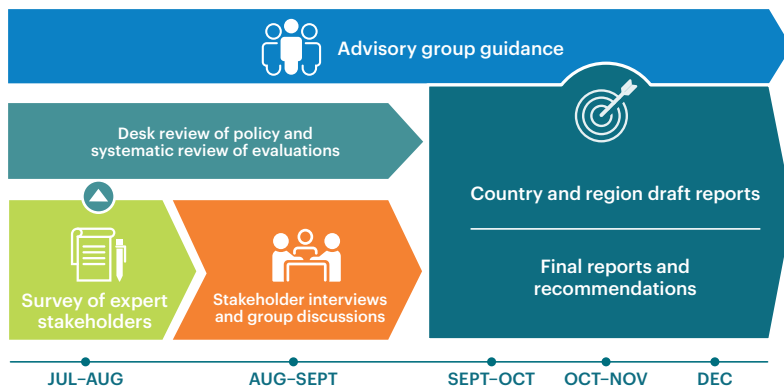 Advisory group guidance
Desk review of policy and
systematic review of evaluations
Survey of expert
stakeholders
Stakeholder interviews
and group discussions
Country and region draft reports
Final reports and
recommendations
JUL–AUG
AUG–SEPT
SEPT–OCT
OCT–NOV
DEC